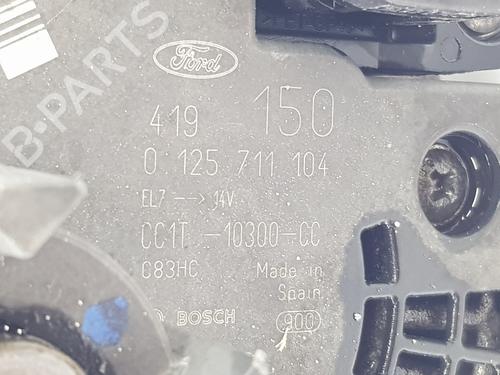 B-PARTS
Ford
419 150
0 125 711 104
EL7 --> 14V
CC1T -10300-CC
C83HC Made in
Spain
BOSCH 900